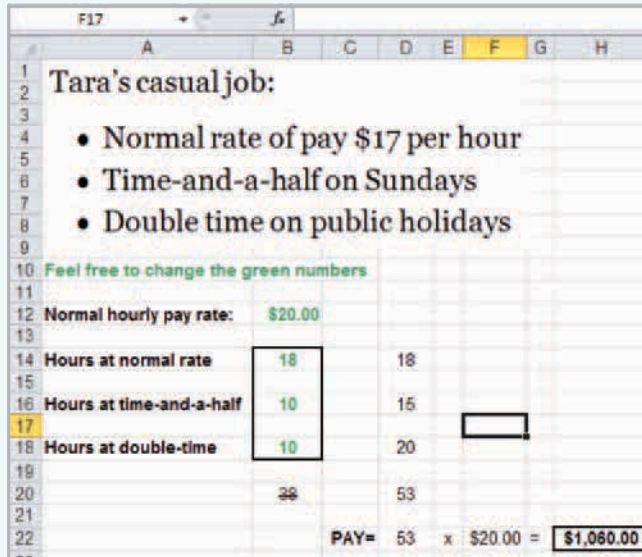 F17 fx
A B C D E F G H
1
2 Tara's casual job:
3
4 • Normal rate of pay $17 per hour
5
6 • Time-and-a-half on Sundays
7
8 • Double time on public holidays
9
10 Feel free to change the green numbers
11
12 Normal hourly pay rate: $20.00
13
14 Hours at normal rate 18 18
15
16 Hours at time-and-a-half 10 15
17
18 Hours at double-time 10 20
19
20 38 53
21
22 PAY= 53 x $20.00 = $1,060.00